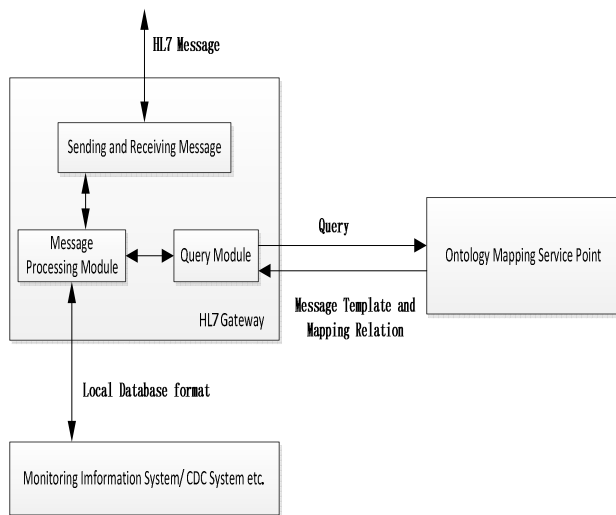 HL7 Message
Sending and Receiving Message
Message
Processing Module
Query Module
HL7 Gateway
Query
Ontology Mapping Service Point
Message Template and
Mapping Relation
Local Database format
Monitoring Imformation System/ CDC System etc.